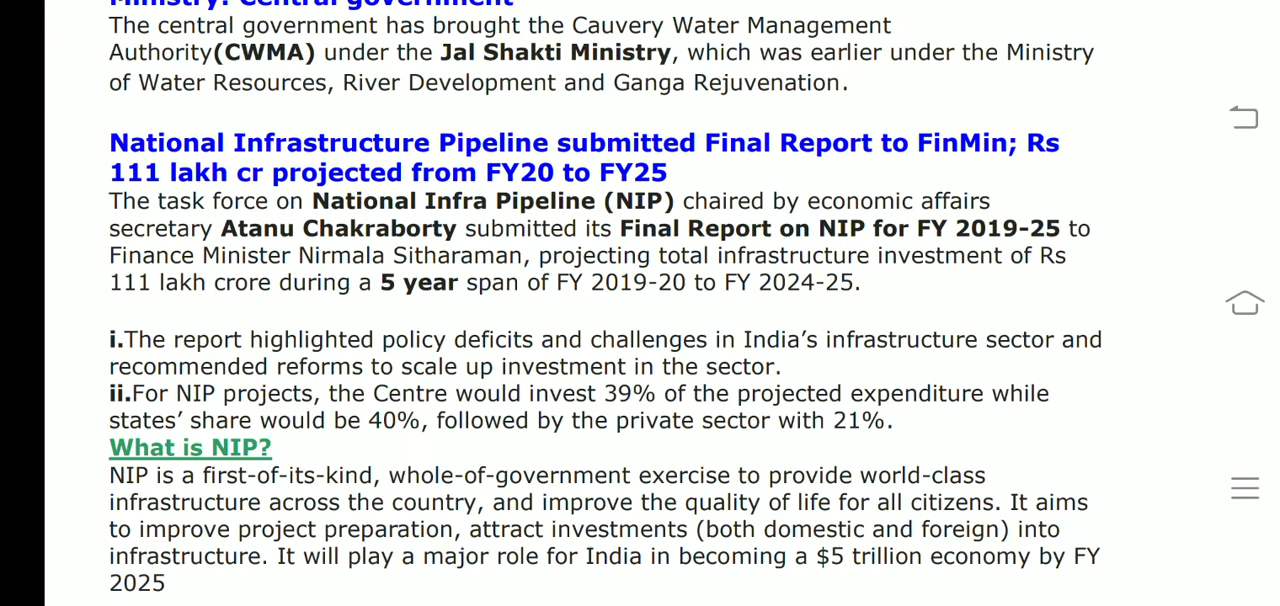 Ministry: Central government
The central government has brought the Cauvery Water Management
Authority(CWMA) under the Jal Shakti Ministry, which was earlier under the Ministry
of Water Resources, River Development and Ganga Rejuvenation.
National Infrastructure Pipeline submitted Final Report to FinMin; Rs
111 lakh cr projected from FY20 to FY25
The task force on National Infra Pipeline (NIP) chaired by economic affairs
secretary Atanu Chakraborty submitted its Final Report on NIP for FY 2019-25 to
Finance Minister Nirmala Sitharaman, projecting total infrastructure investment of Rs
111 lakh crore during a 5 year span of FY 2019-20 to FY 2024-25.
i.The report highlighted policy deficits and challenges in India’s infrastructure sector and
recommended reforms to scale up investment in the sector.
ii.For NIP projects, the Centre would invest 39% of the projected expenditure while
states’ share would be 40%, followed by the private sector with 21%.
What is NIP?
NIP is a first-of-its-kind, whole-of-government exercise to provide world-class
infrastructure across the country, and improve the quality of life for all citizens. It aims
to improve project preparation, attract investments (both domestic and foreign) into
infrastructure. It will play a major role for India in becoming a $5 trillion economy by FY
2025